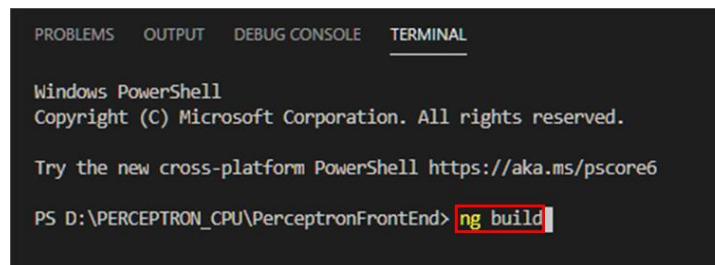 PROBLEMS OUTPUT DEBUG CONSOLE TERMINAL
Windows PowerShell
Copyright (C) Microsoft Corporation. All rights reserved.
Try the new cross-platform PowerShell https://aka.ms/pscore6
PS D:\PERCEPTRON_CPU\PerceptronFrontEnd> ng build